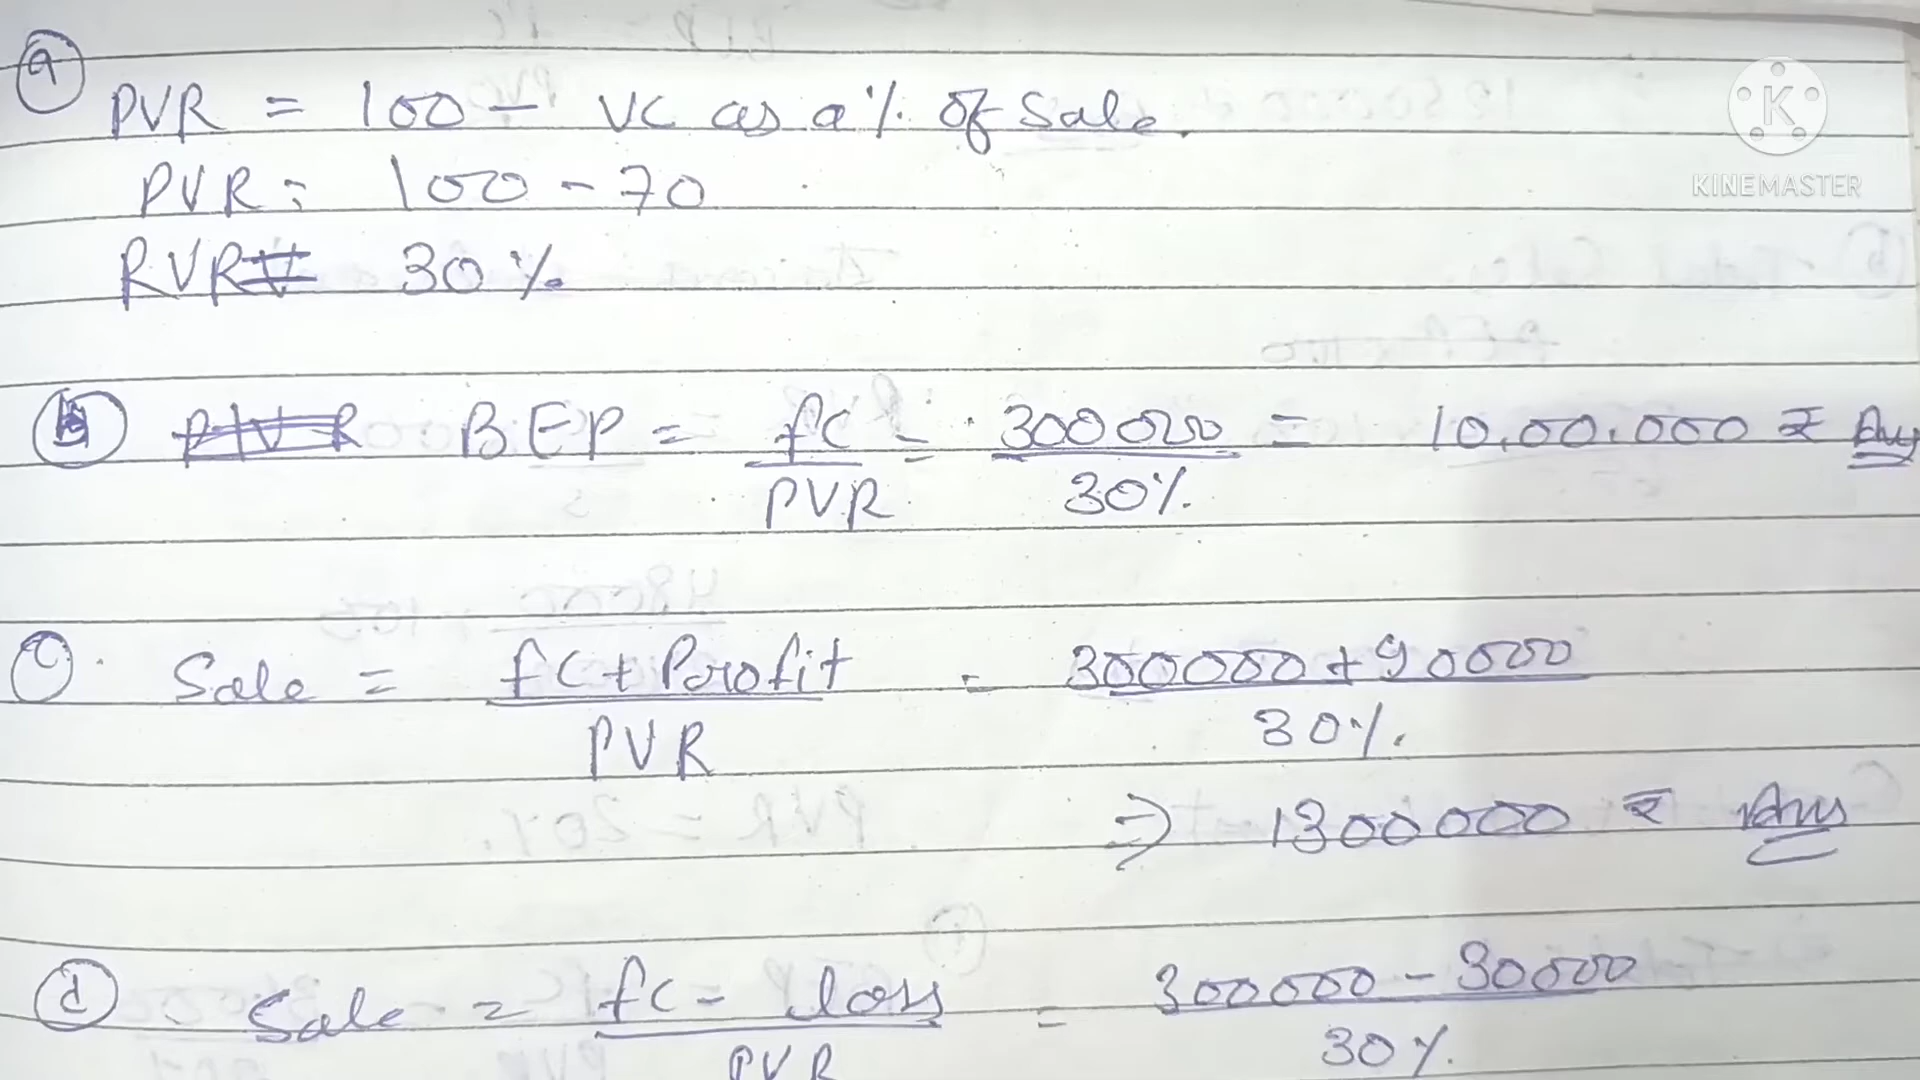 a
PVR = 100 - VC as a % of Sale.
PVR = 100 - 70
RVR = 30 %.
b BEP = fc / PVR = 300000 / 30% = 10,00,000 ₹ Ans
c. Sale = fc + Profit / PVR = 300000 + 90000 / 30%.
⇒ 1300000 ₹ Ans
d Sale = fc - loss / PVR = 300000 - 30000 / 30%.
K
KINEMASTER